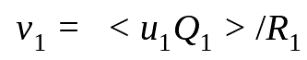 v₁ = < u₁Q₁ > /R₁